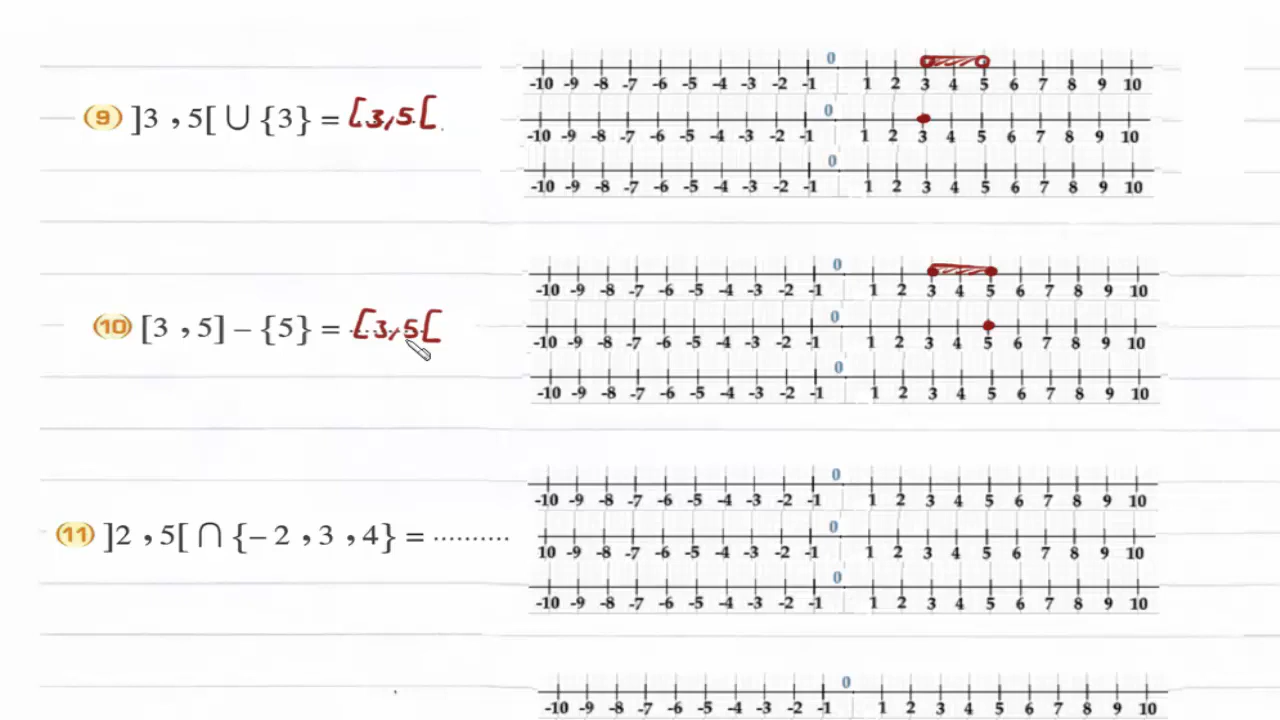 0
-10 -9 -8 -7 -6 -5 -4 -3 -2 -1 1 2 3 4 5 6 7 8 9 10
9 ]3 , 5[ ∪ {3} = [3,5[
0
-10 -9 -8 -7 -6 -5 -4 -3 -2 -1 1 2 3 4 5 6 7 8 9 10
0
-10 -9 -8 -7 -6 -5 -4 -3 -2 -1 1 2 3 4 5 6 7 8 9 10
0
-10 -9 -8 -7 -6 -5 -4 -3 -2 -1 1 2 3 4 5 6 7 8 9 10
10 [3 , 5] – {5} = [3,5[
0
-10 -9 -8 -7 -6 -5 -4 -3 -2 -1 1 2 3 4 5 6 7 8 9 10
0
-10 -9 -8 -7 -6 -5 -4 -3 -2 -1 1 2 3 4 5 6 7 8 9 10
0
-10 -9 -8 -7 -6 -5 -4 -3 -2 -1 1 2 3 4 5 6 7 8 9 10
11 ]2 , 5[ ∩ {– 2 , 3 , 4} = ..........
0
10 -9 -8 -7 -6 -5 -4 -3 -2 -1 1 2 3 4 5 6 7 8 9 10
0
-10 -9 -8 -7 -6 -5 -4 -3 -2 -1 1 2 3 4 5 6 7 8 9 10
0
-10 -9 -8 -7 -6 -5 -4 -3 -2 -1 1 2 3 4 5 6 7 8 9 10